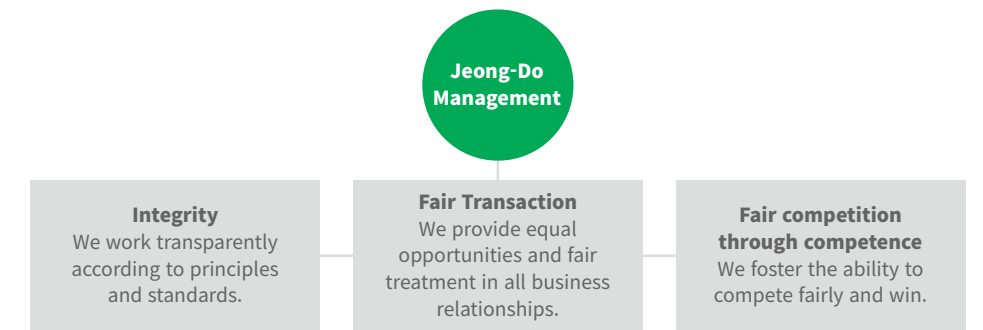 Jeong-Do
Management
Integrity
We work transparently
according to principles
and standards.
Fair Transaction
We provide equal
opportunities and fair
treatment in all business
relationships.
Fair competition
through competence
We foster the ability to
compete fairly and win.